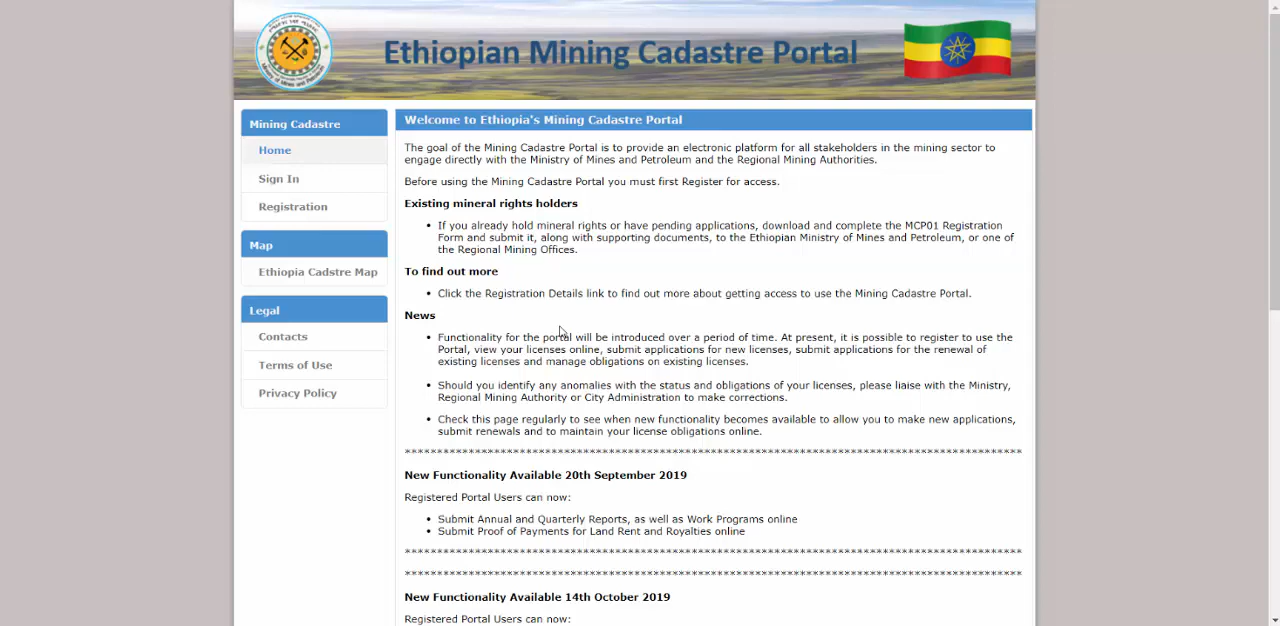 Ethiopian Mining Cadastre Portal
Mining Cadastre
Home
Sign In
Registration
Map
Ethiopia Cadstre Map
Legal
Contacts
Terms of Use
Privacy Policy
Welcome to Ethiopia's Mining Cadastre Portal
The goal of the Mining Cadastre Portal is to provide an electronic platform for all stakeholders in the mining sector to
engage directly with the Ministry of Mines and Petroleum and the Regional Mining Authorities.
Before using the Mining Cadastre Portal you must first Register for access.
Existing mineral rights holders
• If you already hold mineral rights or have pending applications, download and complete the MCP01 Registration
Form and submit it, along with supporting documents, to the Ethiopian Ministry of Mines and Petroleum, or one of
the Regional Mining Offices.
To find out more
• Click the Registration Details link to find out more about getting access to use the Mining Cadastre Portal.
News
• Functionality for the portal will be introduced over a period of time. At present, it is possible to register to use the
Portal, view your licenses online, submit applications for new licenses, submit applications for the renewal of
existing licenses and manage obligations on existing licenses.
• Should you identify any anomalies with the status and obligations of your licenses, please liaise with the Ministry,
Regional Mining Authority or City Administration to make corrections.
• Check this page regularly to see when new functionality becomes available to allow you to make new applications,
submit renewals and to maintain your license obligations online.
New Functionality Available 20th September 2019
Registered Portal Users can now:
• Submit Annual and Quarterly Reports, as well as Work Programs online
• Submit Proof of Payments for Land Rent and Royalties online
New Functionality Available 14th October 2019
Registered Portal Users can now: